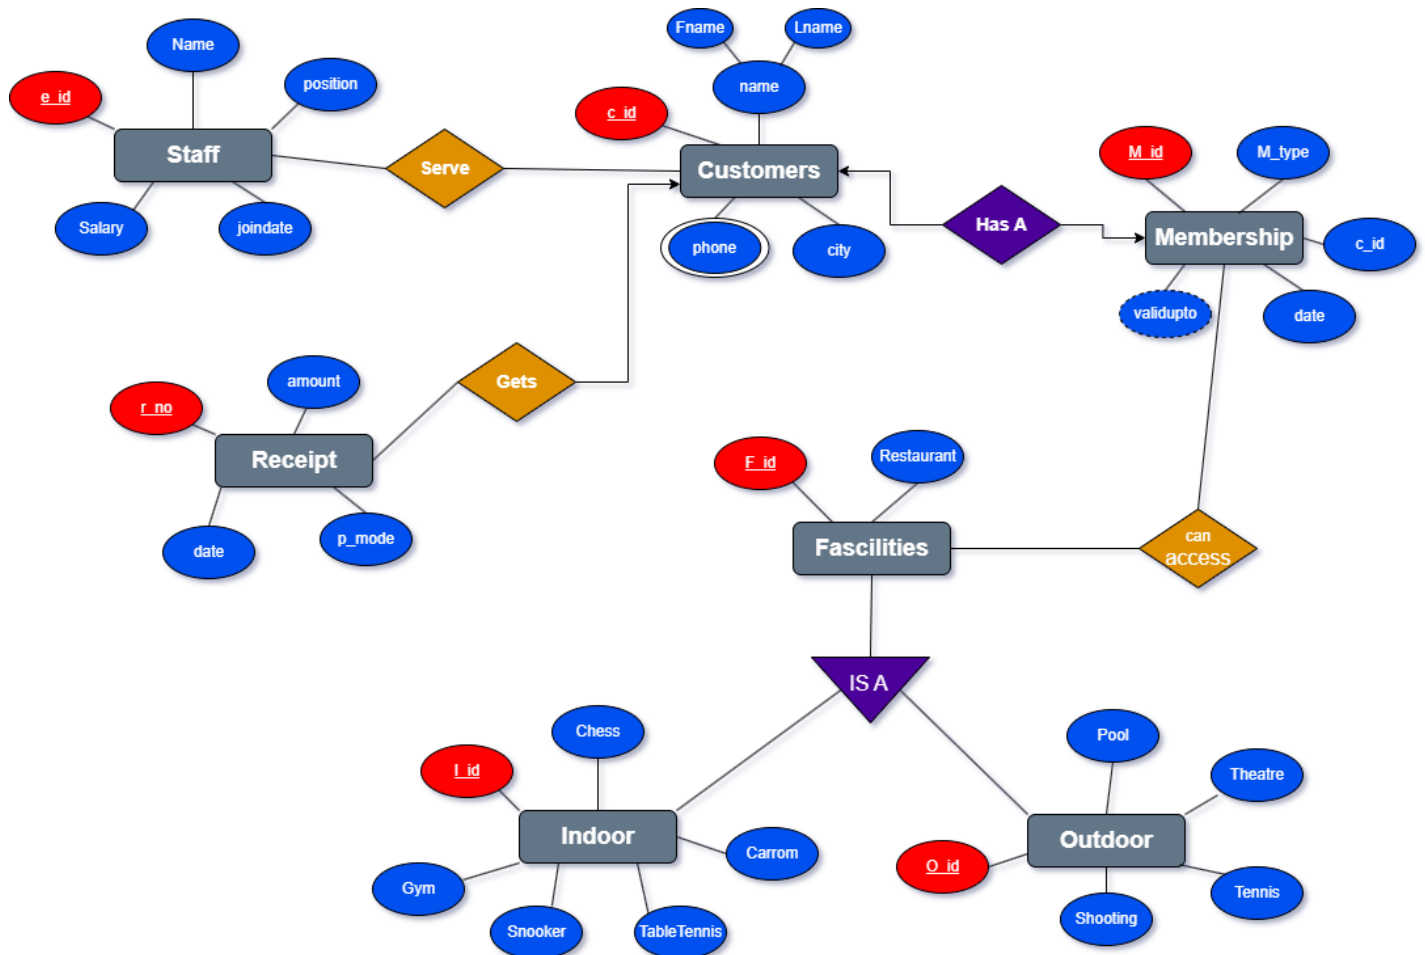 Fname
Lname
Name
position
name
e_id
c_id
Staff
Serve
Customers
M_id
M_type
Salary
joindate
phone
city
Has A
Membership
c_id
validupto
date
amount
r_no
Gets
Receipt
date
p_mode
F_id
Restaurant
Fascilities
can
access
IS A
Chess
I_id
Indoor
Carrom
Gym
Snooker
TableTennis
Pool
Theatre
Outdoor
O_id
Shooting
Tennis